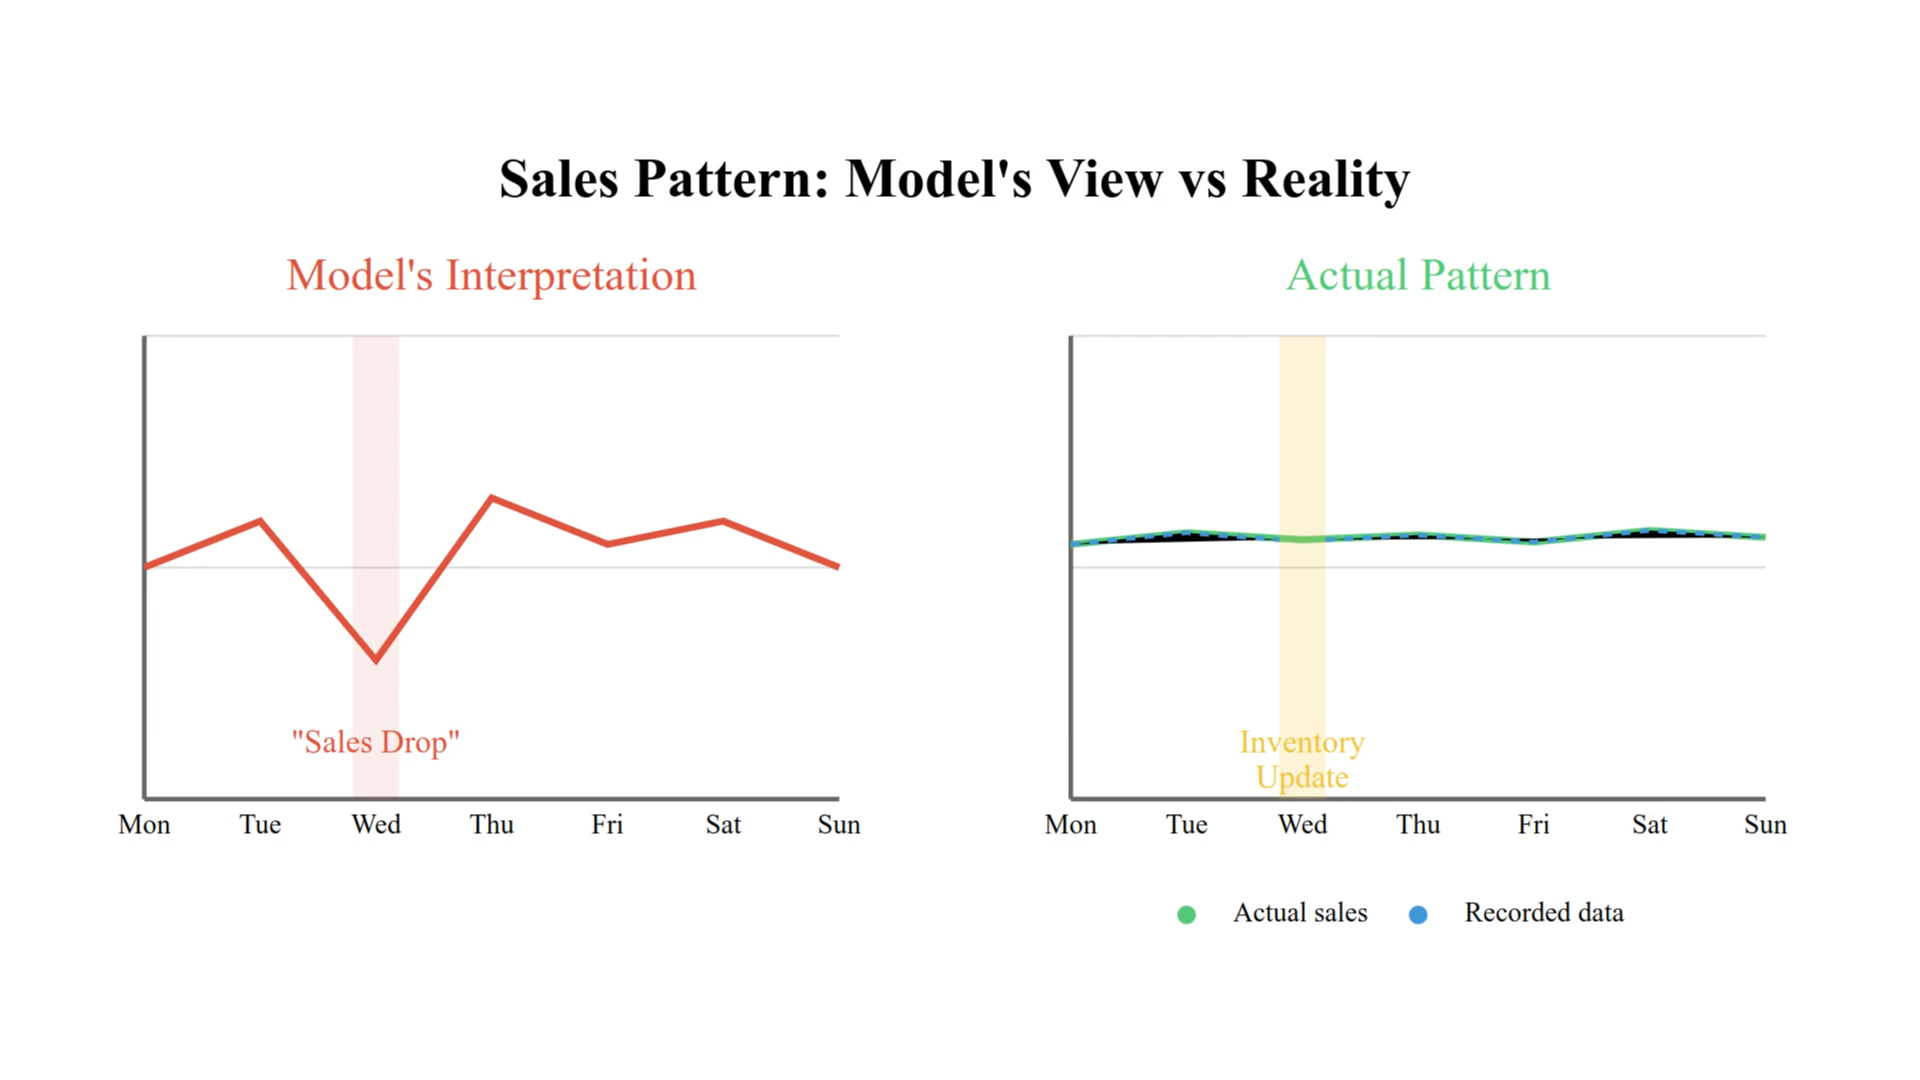 Sales Pattern: Model's View vs Reality
Model's Interpretation
"Sales Drop"
Mon Tue Wed Thu Fri Sat Sun
Actual Pattern
Inventory
Update
Mon Tue Wed Thu Fri Sat Sun
Actual sales Recorded data